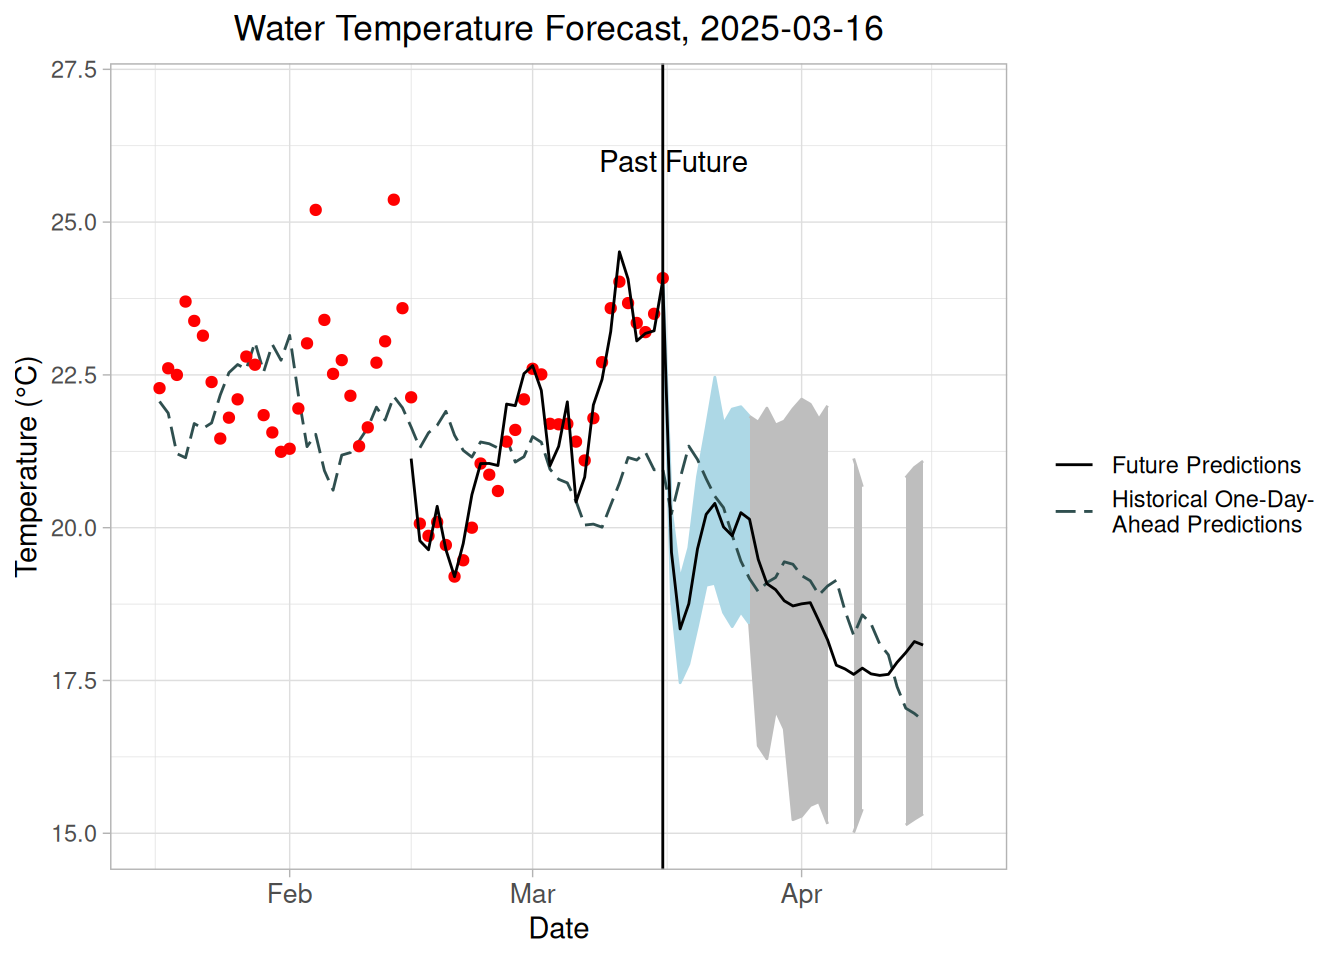 Water Temperature Forecast, 2025-03-16
27.5
25.0
22.5
20.0
17.5
15.0
Temperature (°C)
Past Future
Feb
Mar
Apr
Date
Future Predictions
Historical One-Day-
Ahead Predictions